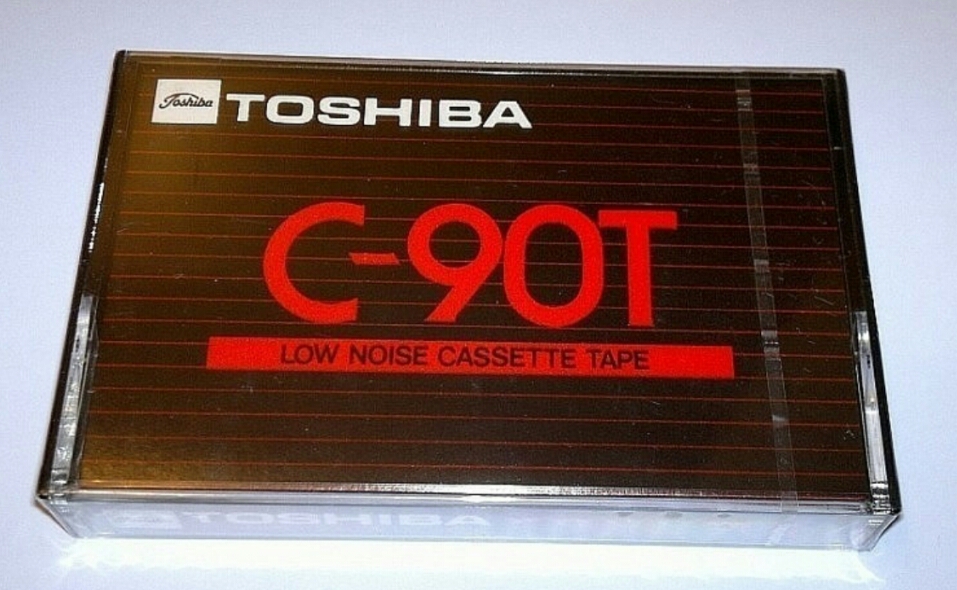 Toshiba TOSHIBA
C-90T
LOW NOISE CASSETTE TAPE
TOSHIBA